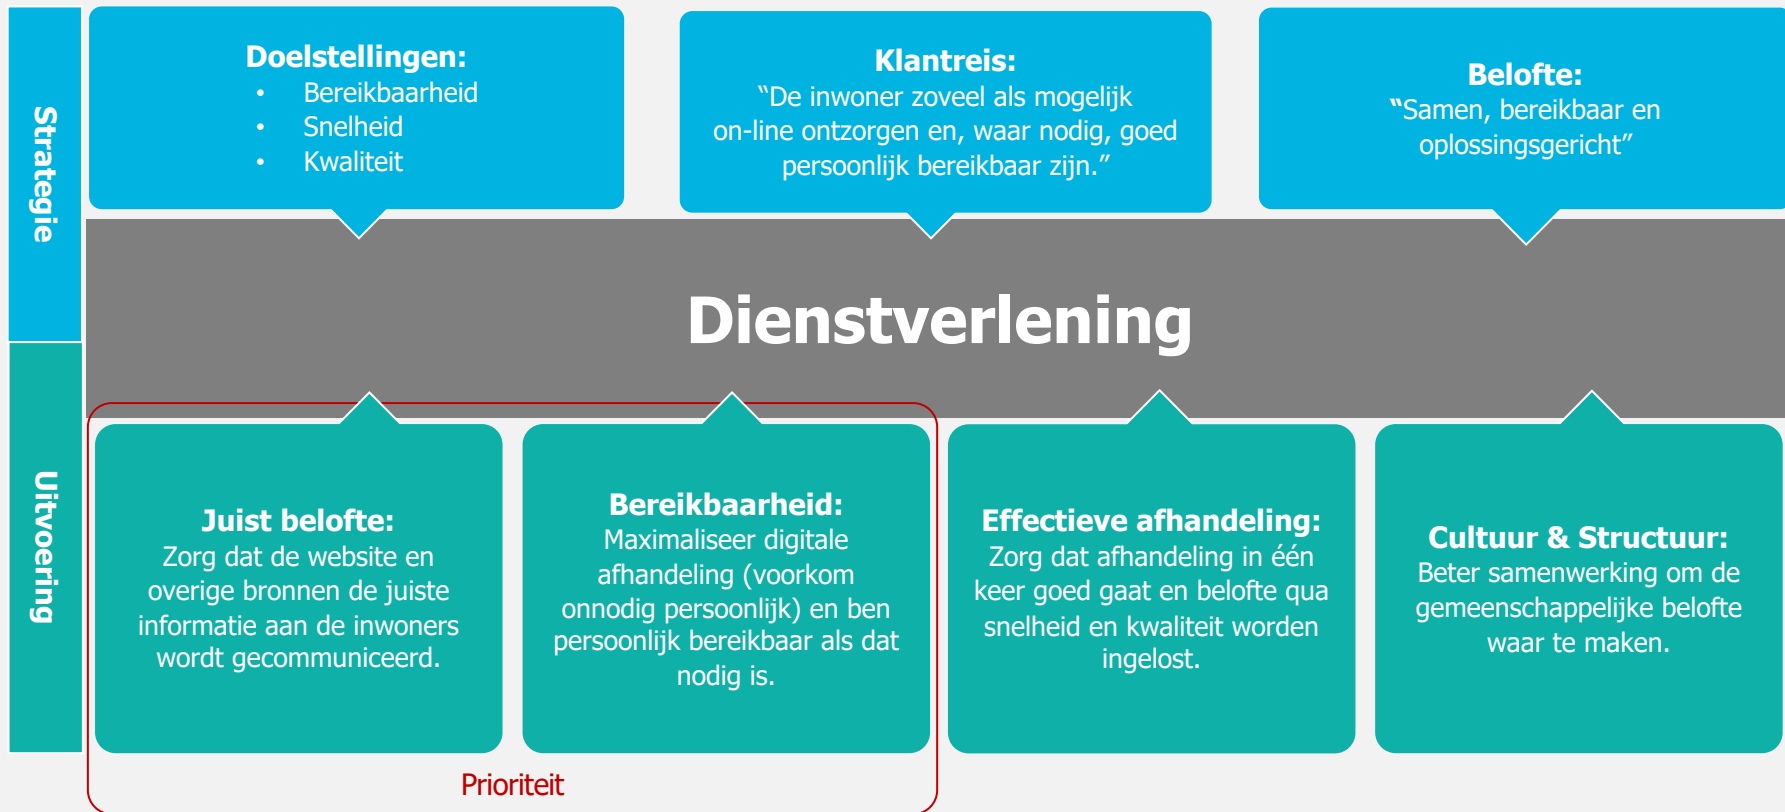 Strategie
Doelstellingen:
• Bereikbaarheid
• Snelheid
• Kwaliteit
Klantreis:
“De inwoner zoveel als mogelijk
on-line ontzorgen en, waar nodig, goed
persoonlijk bereikbaar zijn.”
Belofte:
“Samen, bereikbaar en
oplossingsgericht”
Dienstverlening
Uitvoering
Juist belofte:
Zorg dat de website en
overige bronnen de juiste
informatie aan de inwoners
wordt gecommuniceerd.
Bereikbaarheid:
Maximaliseer digitale
afhandeling (voorkom
onnodig persoonlijk) en ben
persoonlijk bereikbaar als dat
nodig is.
Effectieve afhandeling:
Zorg dat afhandeling in één
keer goed gaat en belofte qua
snelheid en kwaliteit worden
ingelost.
Cultuur & Structuur:
Beter samenwerking om de
gemeenschappelijke belofte
waar te maken.
Prioriteit